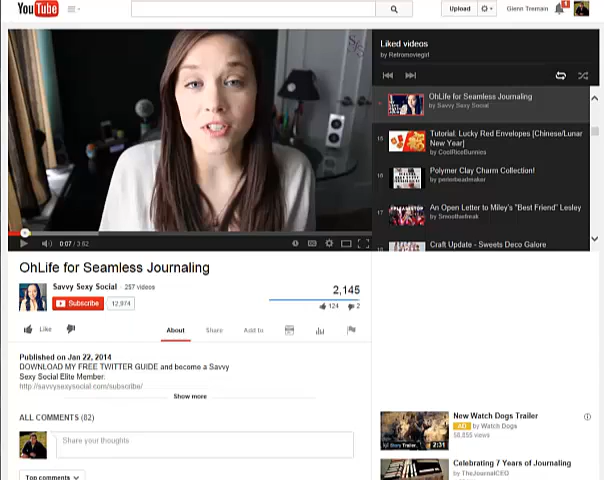 YouTube
Upload
Glenn Tremam
1
Liked videos
by Retromoviegirl
OhLife for Seamless Journaling
by Savvy Sexy Social
15
Tutorial: Lucky Red Envelopes [Chinese/Lunar
New Year]
by CoolRiceBunnies
16
Polymer Clay Charm Collection!
17
An Open Letter to Miley's "Best Friend" Lesley
by Smoothiefreak
Craft Update - Sweets Deco Galore
0:07 / 3:52
OhLife for Seamless Journaling
Savvy Sexy Social · 257 videos
Subscribe 12,974
2,145
124 2
Like
About
Share
Add to
Published on Jan 22, 2014
DOWNLOAD MY FREE TWITTER GUIDE and become a Savvy
Sexy Social Elite Member:
http://savvysexysocial.com/subscribe/
Show more
ALL COMMENTS (82)
Share your thoughts
Top comments
New Watch Dogs Trailer
AD by Watch Dogs
58,855 views
2:31
Celebrating 7 Years of Journaling
by TheJournalCEO